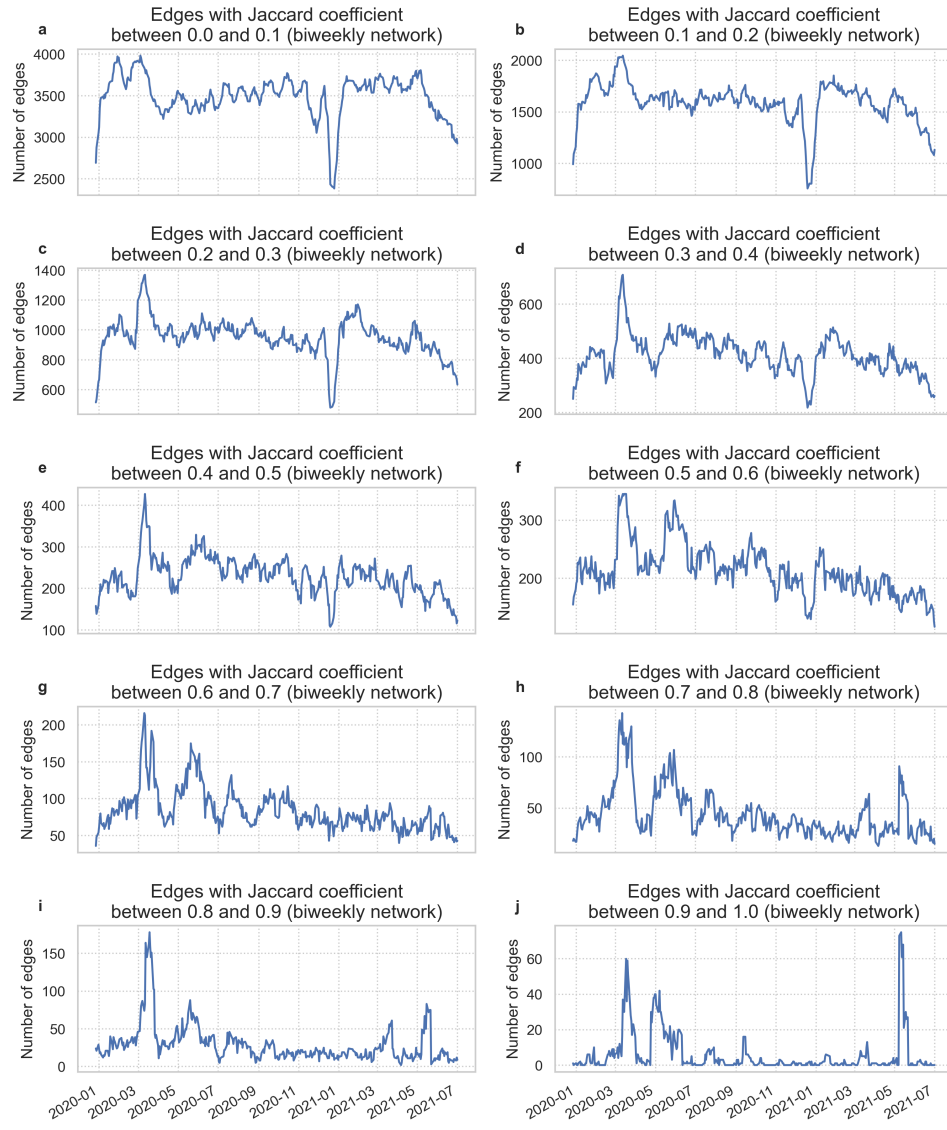 a
Edges with Jaccard coefficient
between 0.0 and 0.1 (biweekly network)
Number of edges
4000
3500
3000
2500
b
Edges with Jaccard coefficient
between 0.1 and 0.2 (biweekly network)
Number of edges
2000
1500
1000
c
Edges with Jaccard coefficient
between 0.2 and 0.3 (biweekly network)
Number of edges
1400
1200
1000
800
600
d
Edges with Jaccard coefficient
between 0.3 and 0.4 (biweekly network)
Number of edges
600
400
200
e
Edges with Jaccard coefficient
between 0.4 and 0.5 (biweekly network)
Number of edges
400
300
200
100
f
Edges with Jaccard coefficient
between 0.5 and 0.6 (biweekly network)
Number of edges
300
200
g
Edges with Jaccard coefficient
between 0.6 and 0.7 (biweekly network)
Number of edges
200
150
100
50
h
Edges with Jaccard coefficient
between 0.7 and 0.8 (biweekly network)
Number of edges
100
50
i
Edges with Jaccard coefficient
between 0.8 and 0.9 (biweekly network)
Number of edges
150
100
50
0
2020-01
2020-03
2020-05
2020-07
2020-09
2020-11
2021-01
2021-03
2021-05
2021-07
j
Edges with Jaccard coefficient
between 0.9 and 1.0 (biweekly network)
Number of edges
60
40
20
0
2020-01
2020-03
2020-05
2020-07
2020-09
2020-11
2021-01
2021-03
2021-05
2021-07